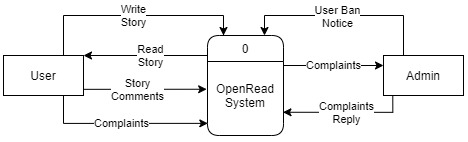 Write
Story
User Ban
Notice
Read
Story
0
User
OpenRead
System
Complaints
Admin
Story
Comments
Complaints
Reply
Complaints